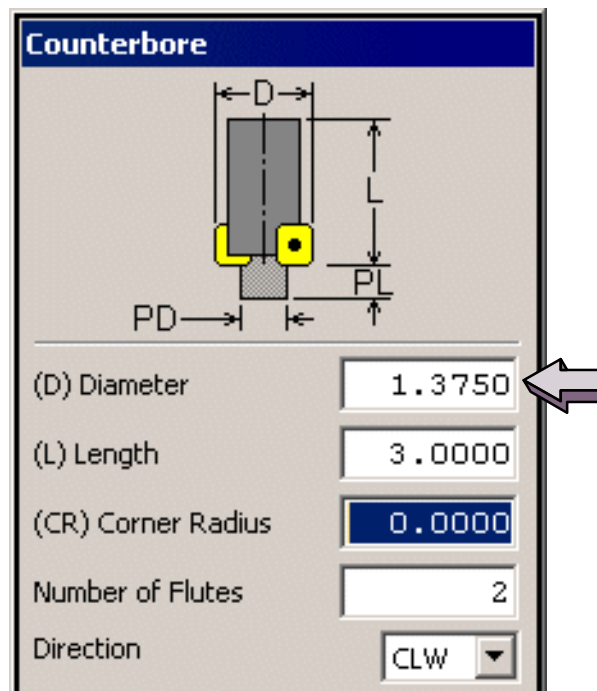 Counterbore
D
L
PL
PD
(D) Diameter 1.3750
(L) Length 3.0000
(CR) Corner Radius 0.0000
Number of Flutes 2
Direction CLW